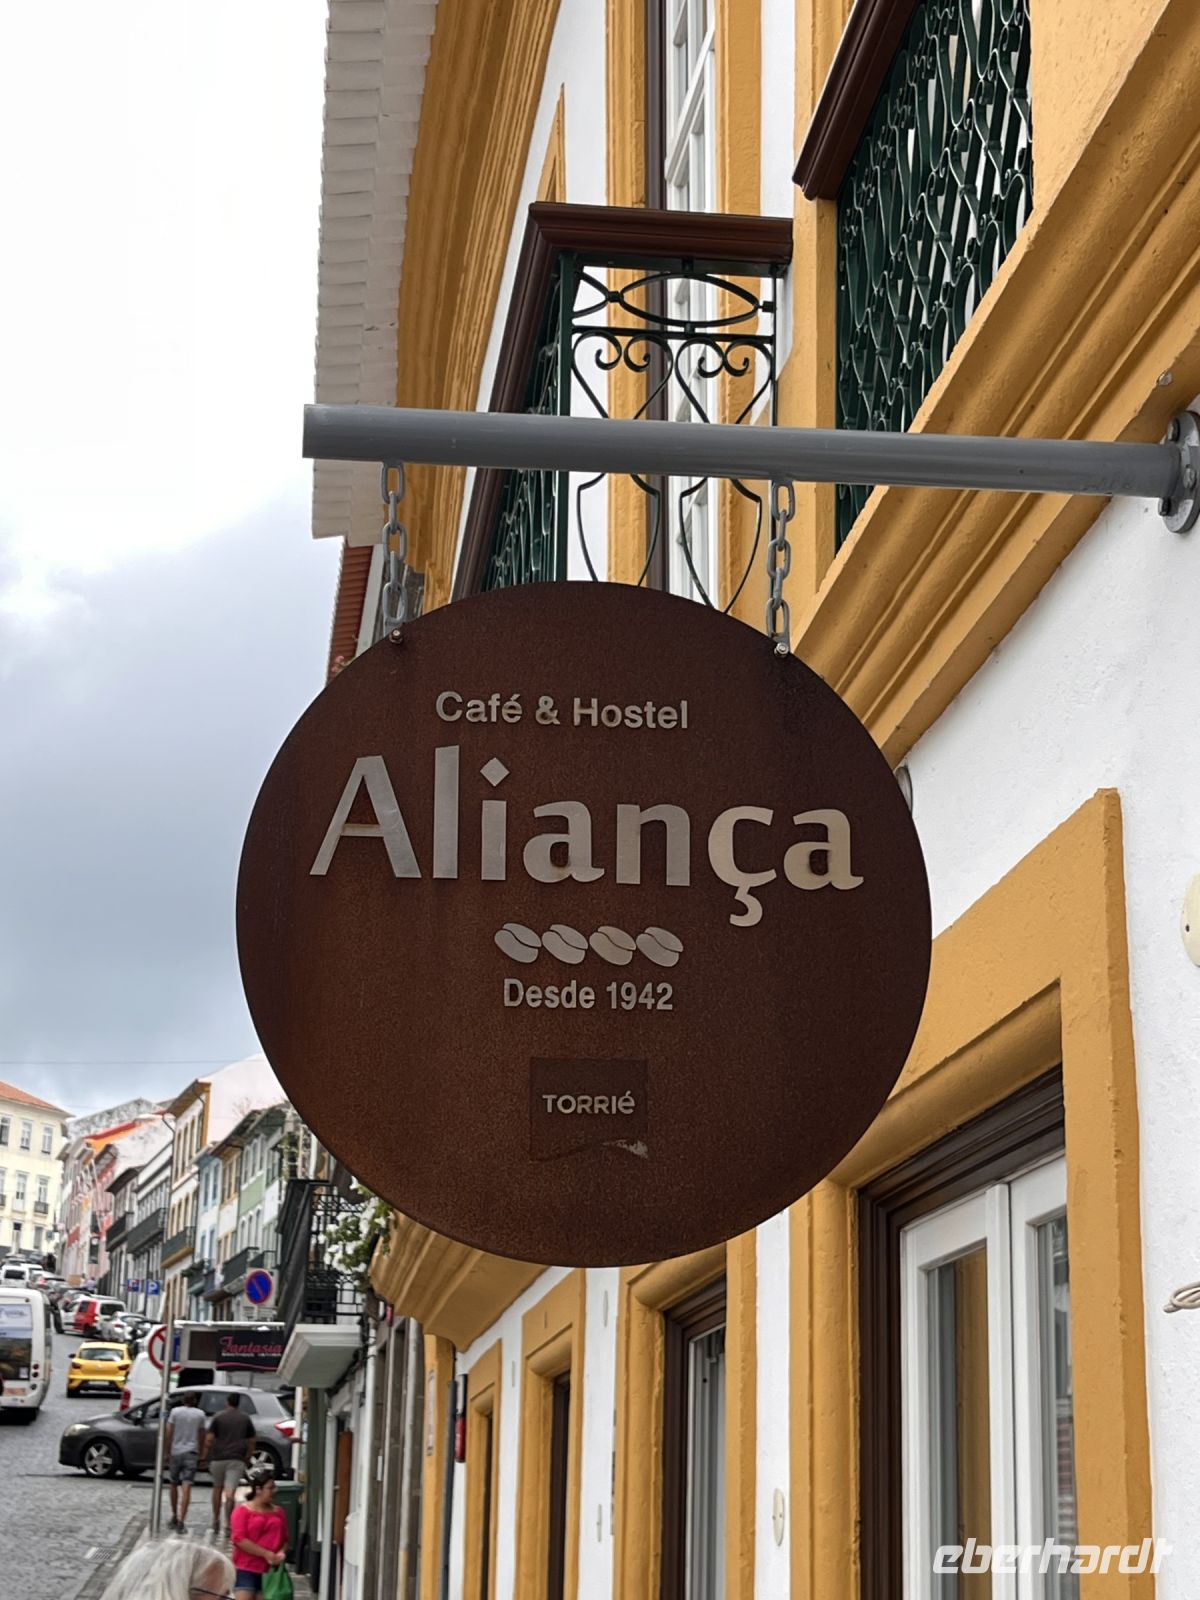 Café & Hostel
Aliança
Desde 1942
TORRIÉ
Fantasia
eberhardt